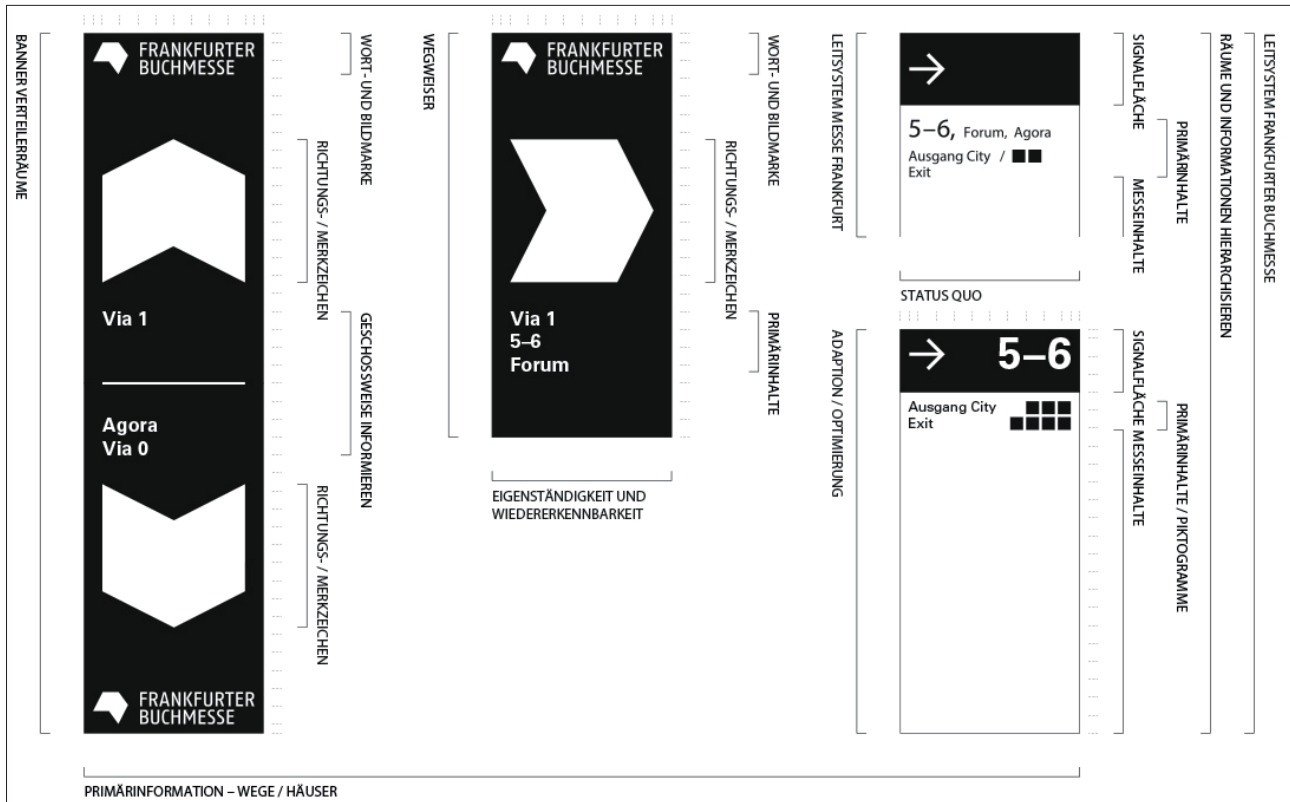 BANNER VERTEILERRÄUME
FRANKFURTER
BUCHMESSE
Via 1
Agora
Via 0
FRANKFURTER
BUCHMESSE
WORT- UND BILDMARKE
RICHTUNGS- / MERKZEICHEN
GESCHOSSWEISE INFORMIEREN
RICHTUNGS- / MERKZEICHEN
WEGWEISER
FRANKFURTER
BUCHMESSE
Via 1
5–6
Forum
WORT- UND BILDMARKE
RICHTUNGS- / MERKZEICHEN
PRIMÄRINHALTE
EIGENSTÄNDIGKEIT UND
WIEDERERKENNBARKEIT
LEITSYSTEM MESSE FRANKFURT
5–6, Forum, Agora
Ausgang City /
Exit
SIGNALFLÄCHE
PRIMÄRINHALTE
MESSEINHALTE
STATUS QUO
ADAPTION / OPTIMIERUNG
5–6
Ausgang City
Exit
SIGNALFLÄCHE
MESSEINHALTE
PRIMÄRINHALTE / PIKTOGRAMME
RÄUME UND INFORMATIONEN HIERARCHISIEREN
LEITSYSTEM FRANKFURTER BUCHMESSE
PRIMÄRINFORMATION – WEGE / HÄUSER